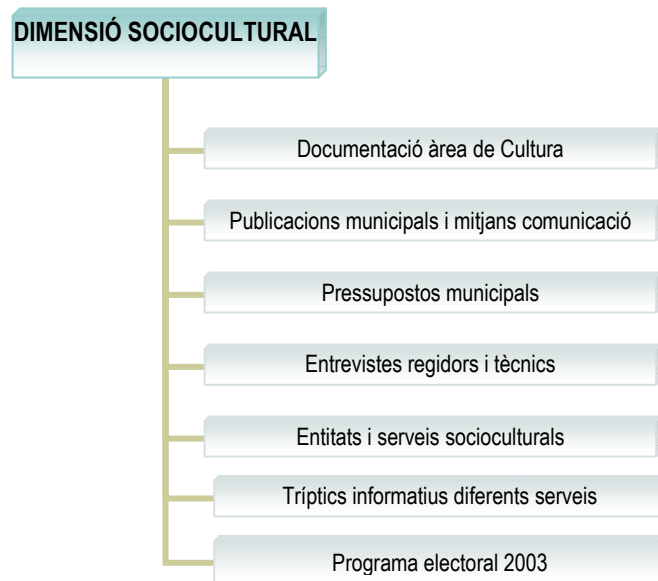 DIMENSIÓ SOCIOCULTURAL
Documentació àrea de Cultura
Publicacions municipals i mitjans comunicació
Pressupostos municipals
Entrevistes regidors i tècnics
Entitats i serveis socioculturals
Tríptics informatius diferents serveis
Programa electoral 2003